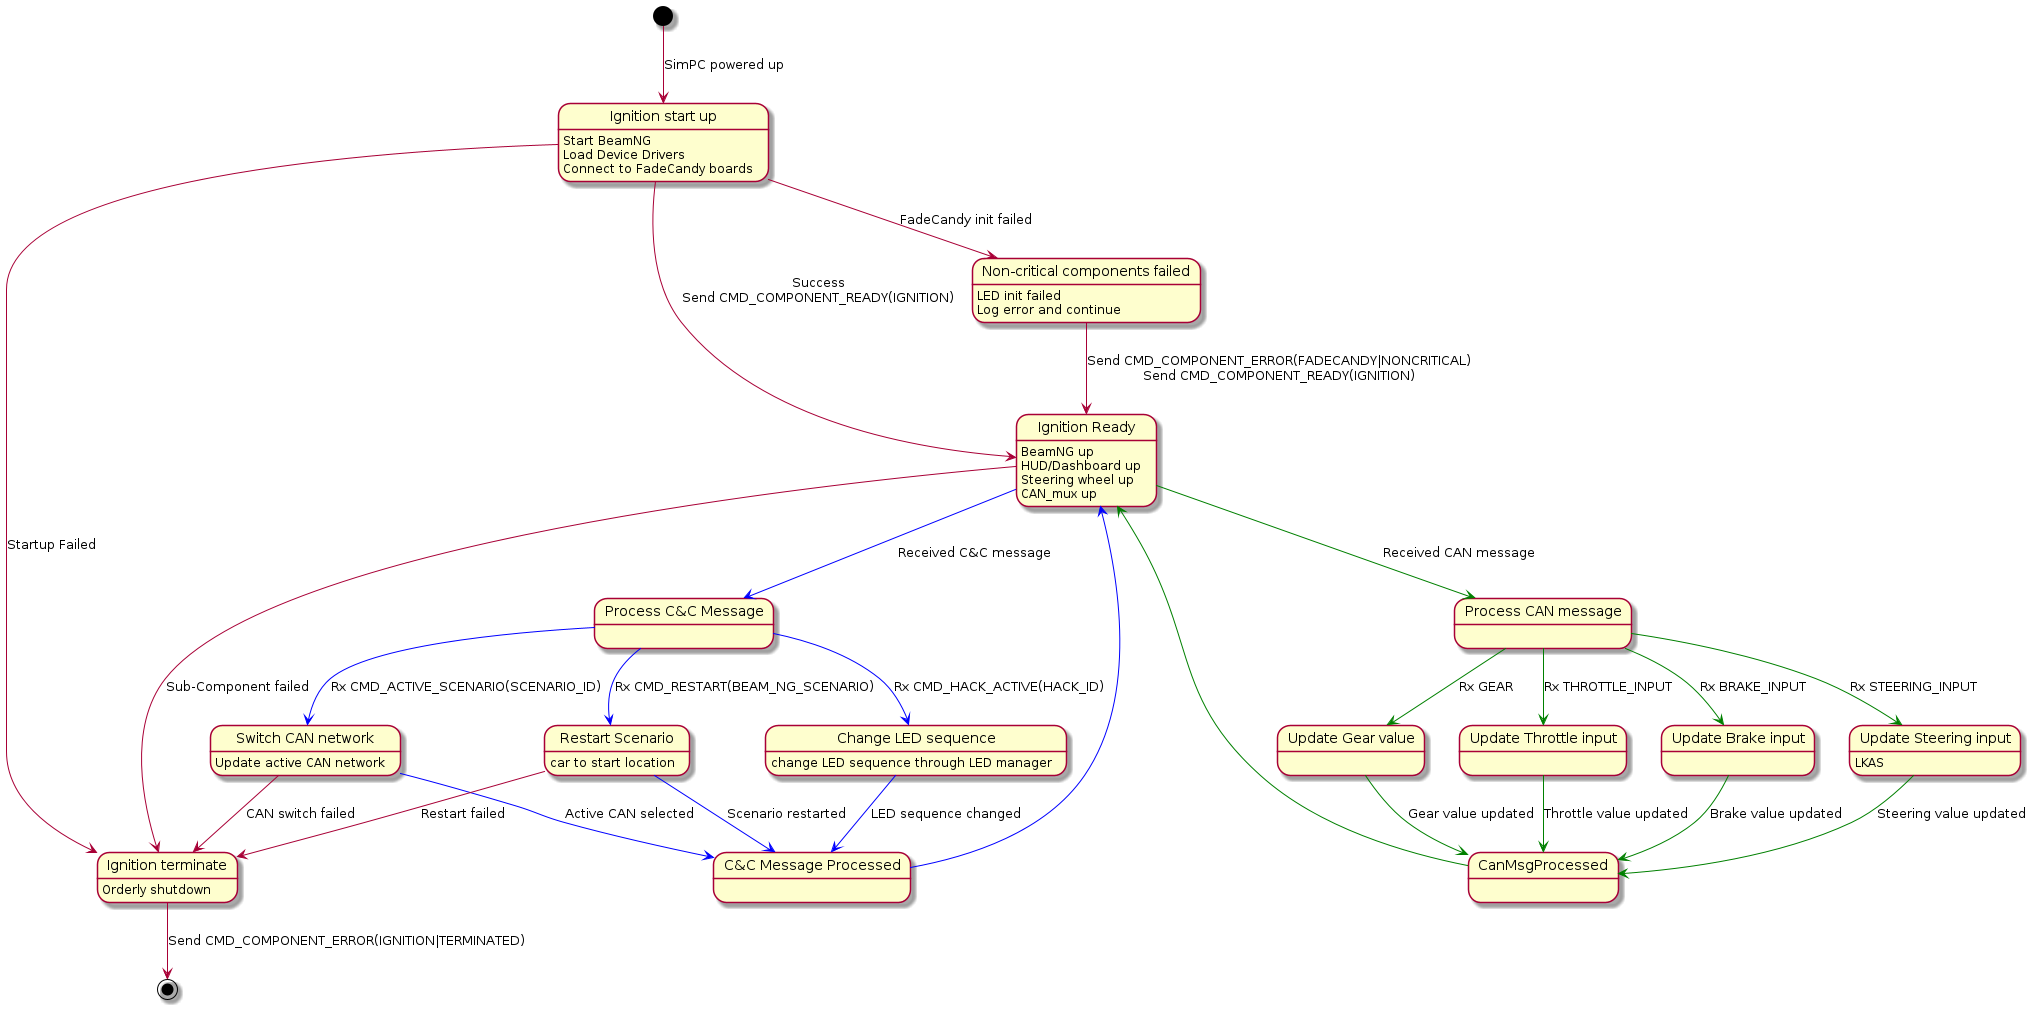 SimPC powered up
Ignition start up
Start BeamNG
Load Device Drivers
Connect to FadeCandy boards
FadeCandy init failed
Non-critical components failed
LED init failed
Log error and continue
Success
Send CMD_COMPONENT_READY(IGNITION)
Send CMD_COMPONENT_ERROR(FADECANDY|NONCRITICAL)
Send CMD_COMPONENT_READY(IGNITION)
Ignition Ready
BeamNG up
HUD/Dashboard up
Steering wheel up
CAN_mux up
Startup Failed
Received C&C message
Received CAN message
Process C&C Message
Process CAN message
Sub-Component failed
Rx CMD_ACTIVE_SCENARIO(SCENARIO_ID)
Rx CMD_RESTART(BEAM_NG_SCENARIO)
Rx CMD_HACK_ACTIVE(HACK_ID)
Rx GEAR
Rx THROTTLE_INPUT
Rx BRAKE_INPUT
Rx STEERING_INPUT
Switch CAN network
Update active CAN network
Restart Scenario
car to start location
Change LED sequence
change LED sequence through LED manager
Update Gear value
Update Throttle input
Update Brake input
Update Steering input
LKAS
CAN switch failed
Restart failed
Active CAN selected
Scenario restarted
LED sequence changed
Gear value updated
Throttle value updated
Brake value updated
Steering value updated
Ignition terminate
Orderly shutdown
C&C Message Processed
CanMsgProcessed
Send CMD_COMPONENT_ERROR(IGNITION|TERMINATED)